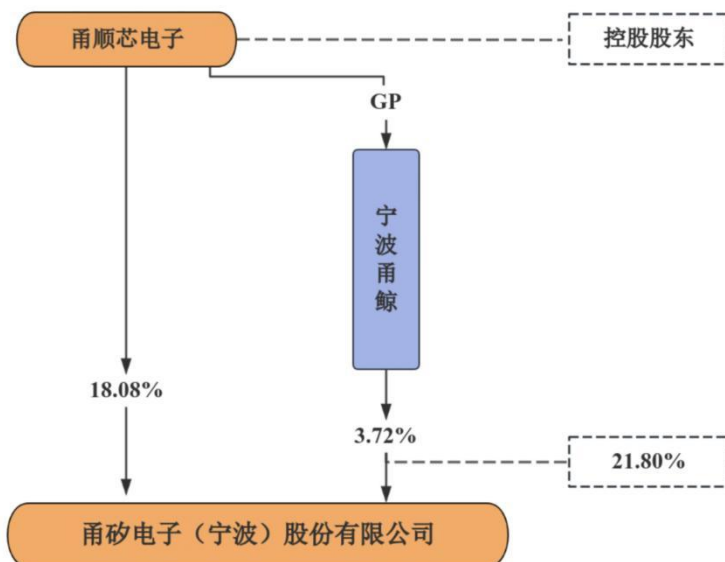 甬顺芯电子
控股股东
GP
宁波甬鲸
18.08%
3.72%
21.80%
甬矽电子（宁波）股份有限公司